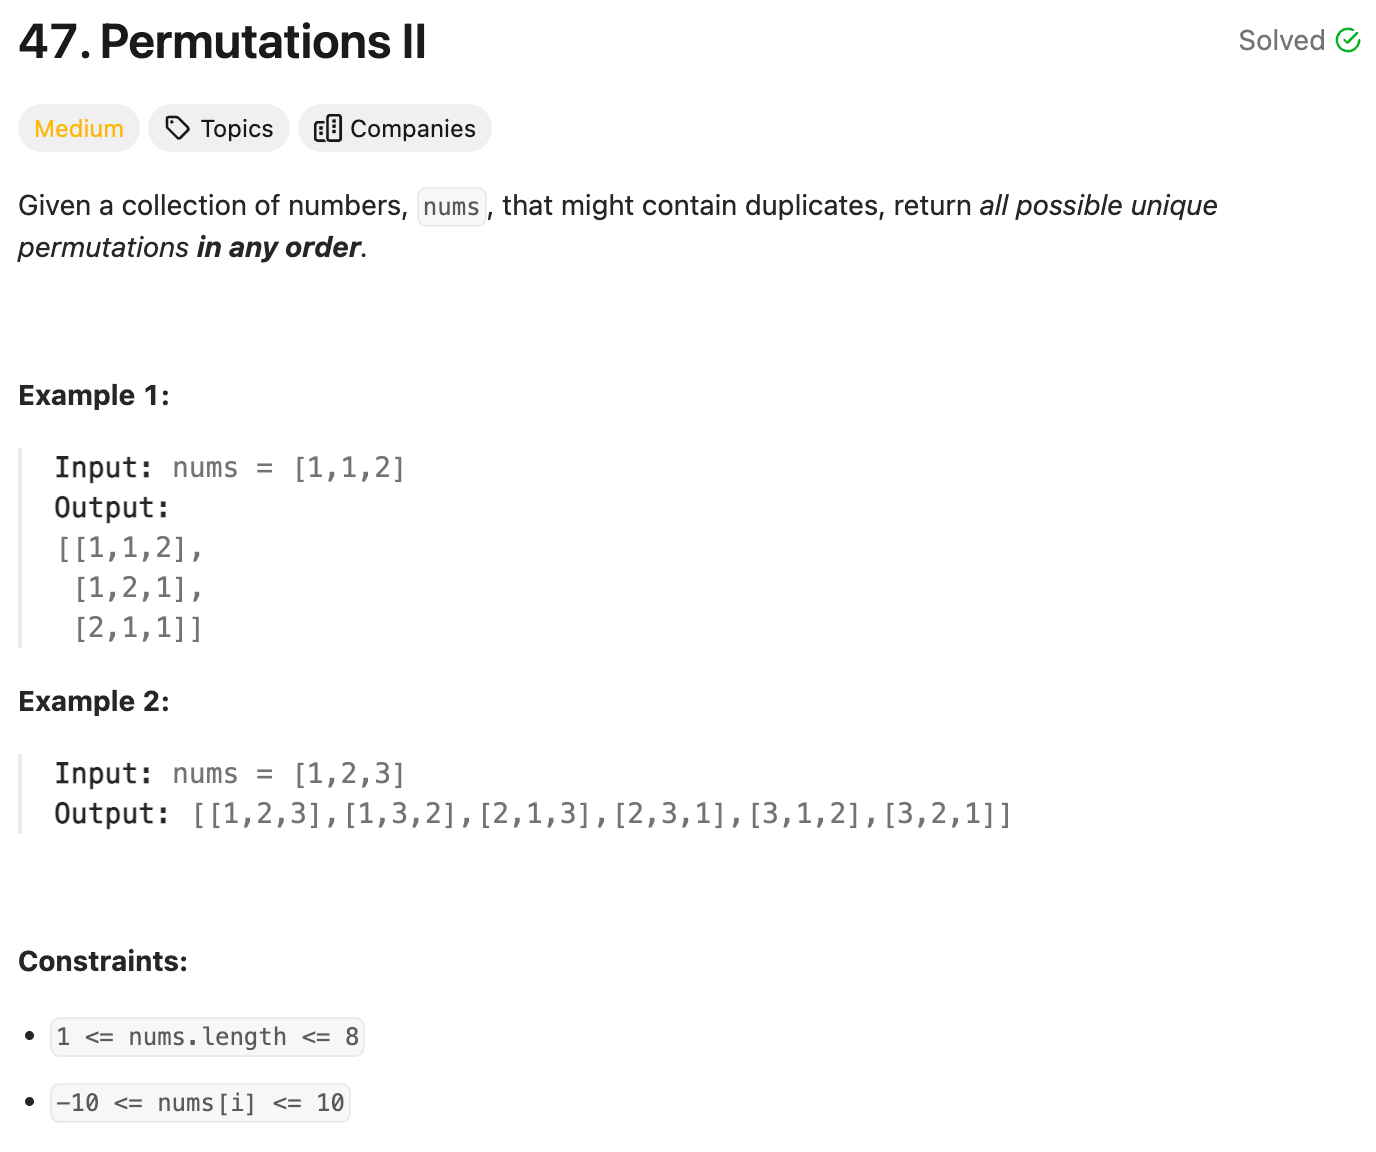 47. Permutations II
Solved
Medium Topics Companies
Given a collection of numbers, nums, that might contain duplicates, return all possible unique
permutations in any order.
Example 1:
Input: nums = [1,1,2]
Output:
[[1,1,2],
[1,2,1],
[2,1,1]]
Example 2:
Input: nums = [1,2,3]
Output: [[1,2,3],[1,3,2],[2,1,3],[2,3,1],[3,1,2],[3,2,1]]
Constraints:
• 1 <= nums.length <= 8
• -10 <= nums[i] <= 10